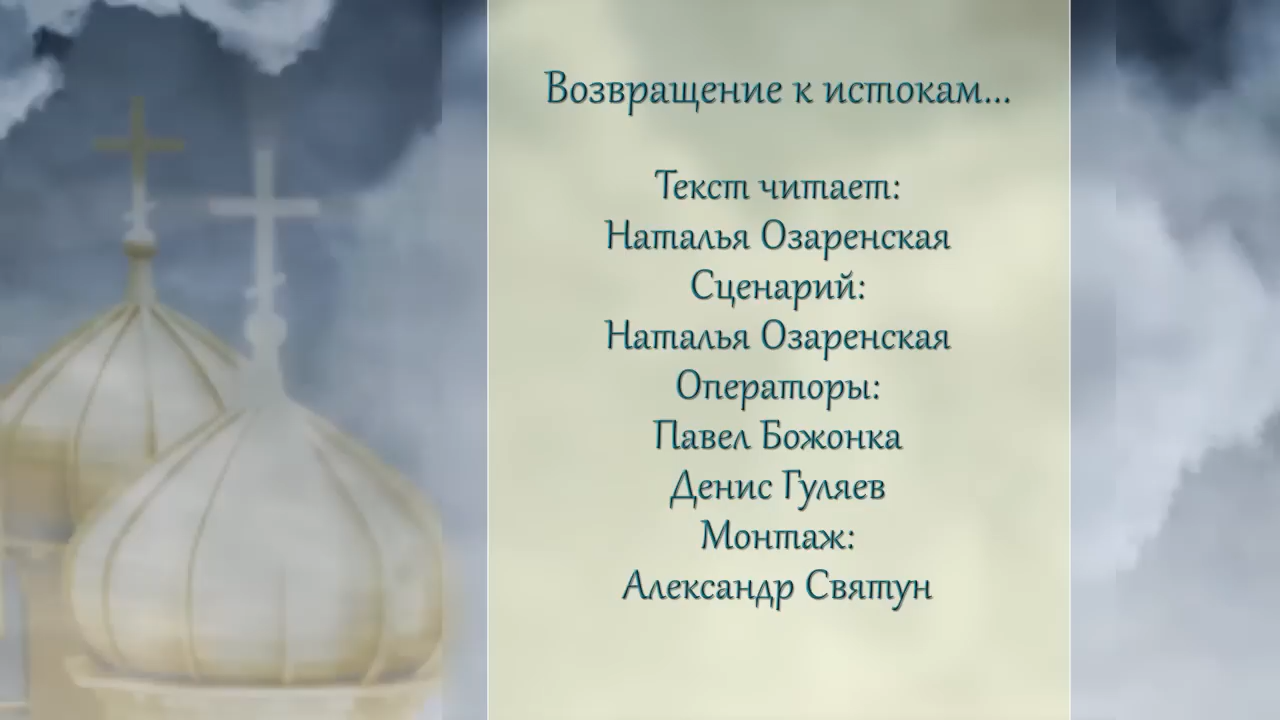 Возвращение к истокам...
Текст читает:
Наталья Озаренская
Сценарий:
Наталья Озаренская
Операторы:
Павел Божонка
Денис Гуляев
Монтаж:
Александр Святун